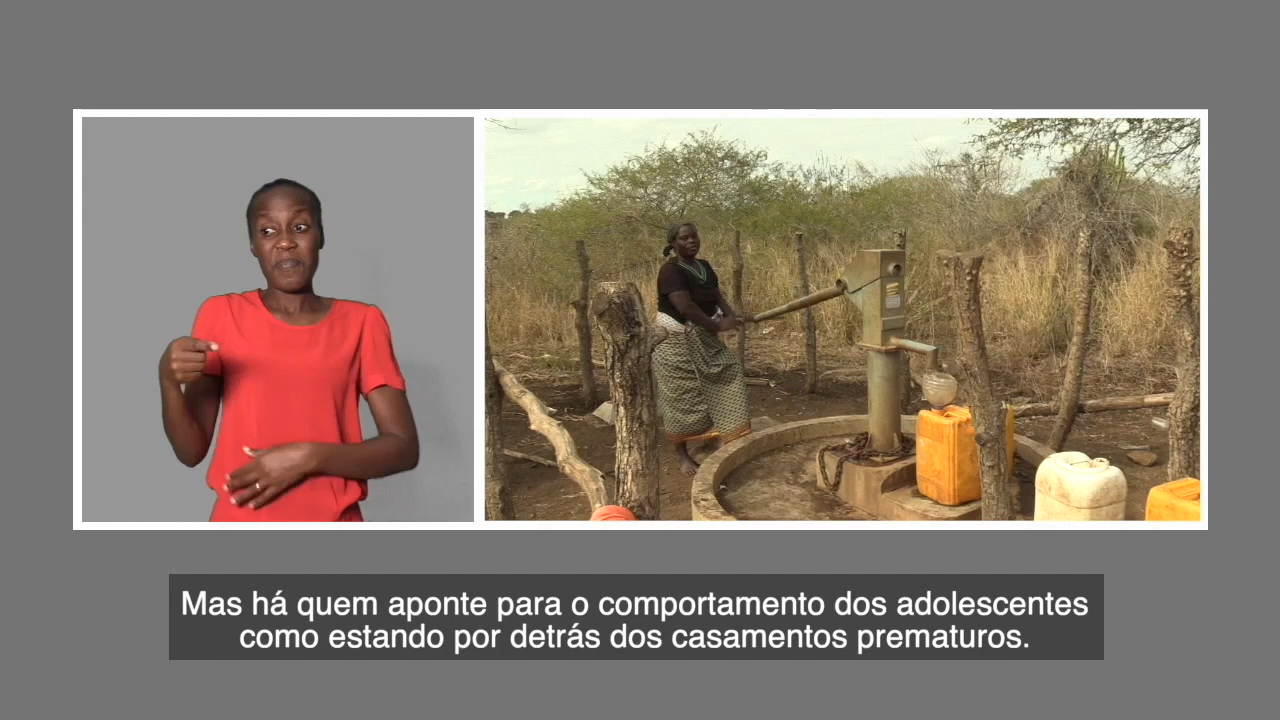 Mas há quem aponte para o comportamento dos adolescentes
como estando por detrás dos casamentos prematuros.